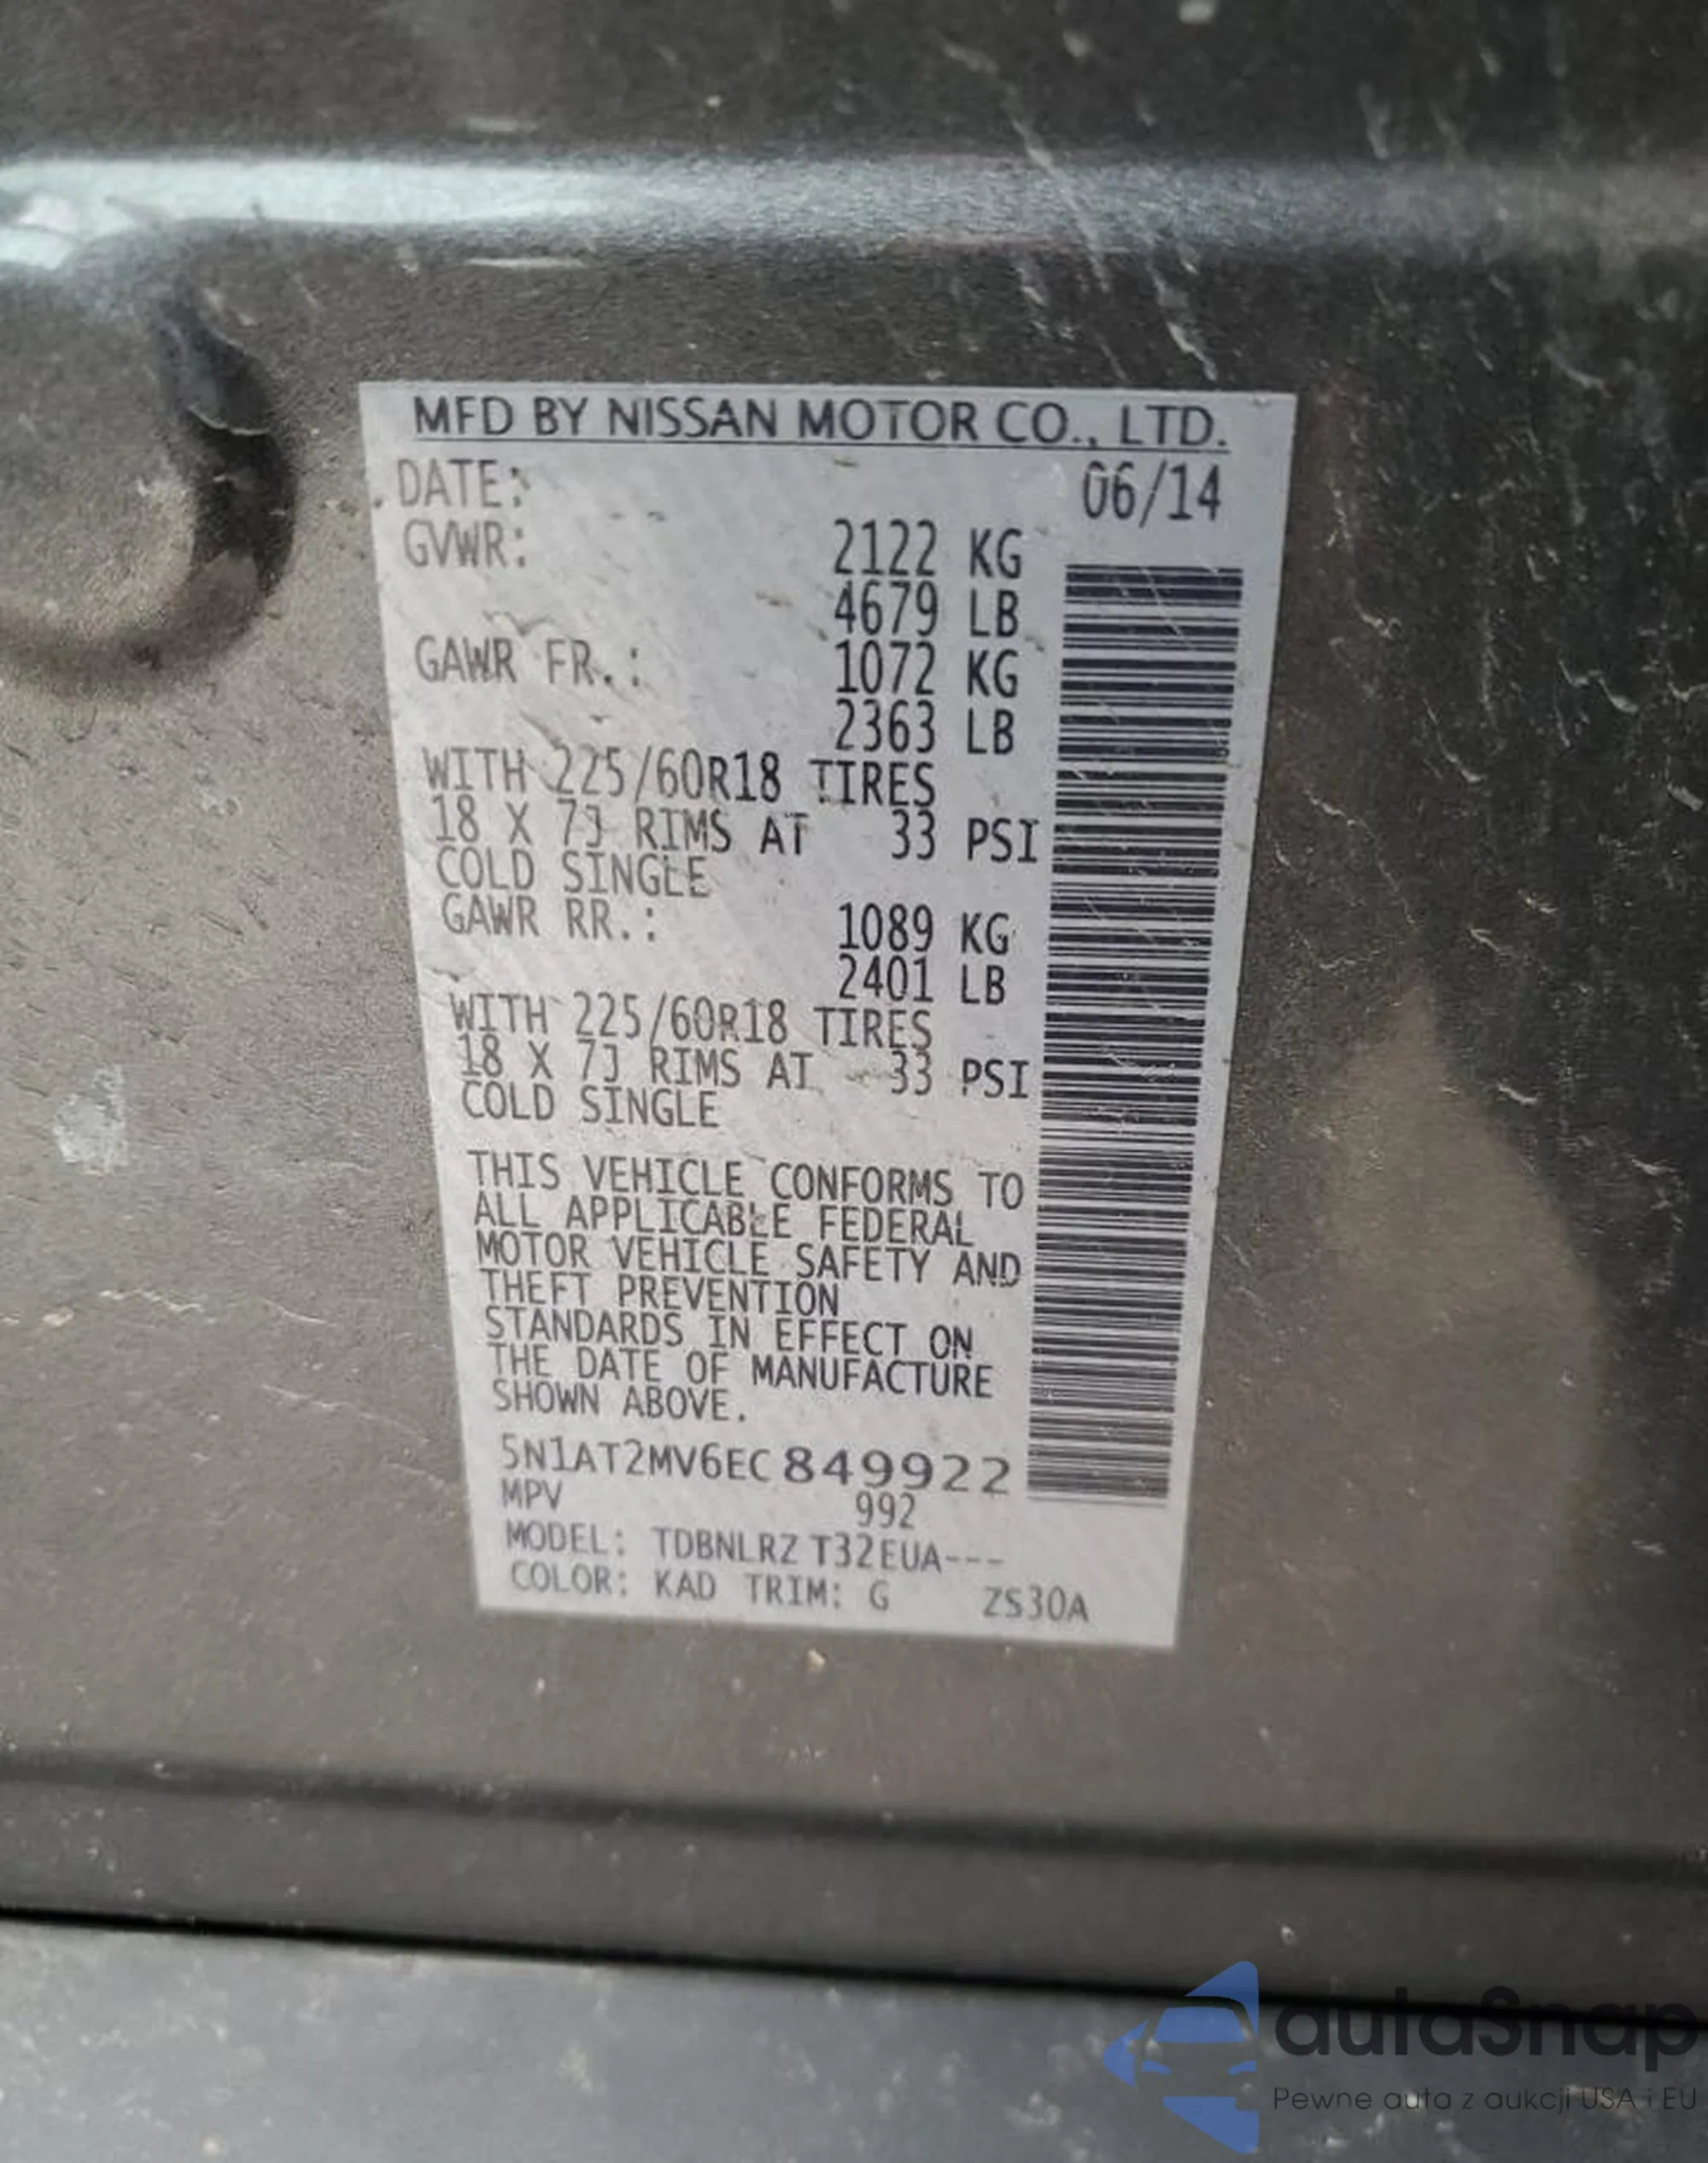 MFD BY NISSAN MOTOR CO., LTD.
DATE: 06/14
GVWR: 2122 KG
4679 LB
GAWR FR.: 1072 KG
2363 LB
WITH 225/60R18 TIRES
18 X 7J RIMS AT 33 PSI
COLD SINGLE
GAWR RR.: 1089 KG
2401 LB
WITH 225/60R18 TIRES
18 X 7J RIMS AT 33 PSI
COLD SINGLE
THIS VEHICLE CONFORMS TO
ALL APPLICABLE FEDERAL
MOTOR VEHICLE SAFETY AND
THEFT PREVENTION
STANDARDS IN EFFECT ON
THE DATE OF MANUFACTURE
SHOWN ABOVE.
5N1AT2MV6EC849922
MPV 992
MODEL: TDBNLRZ T32EUA---
COLOR: KAD TRIM: G ZS30A
autaSnap
Pewne auta z aukcji USA i EU